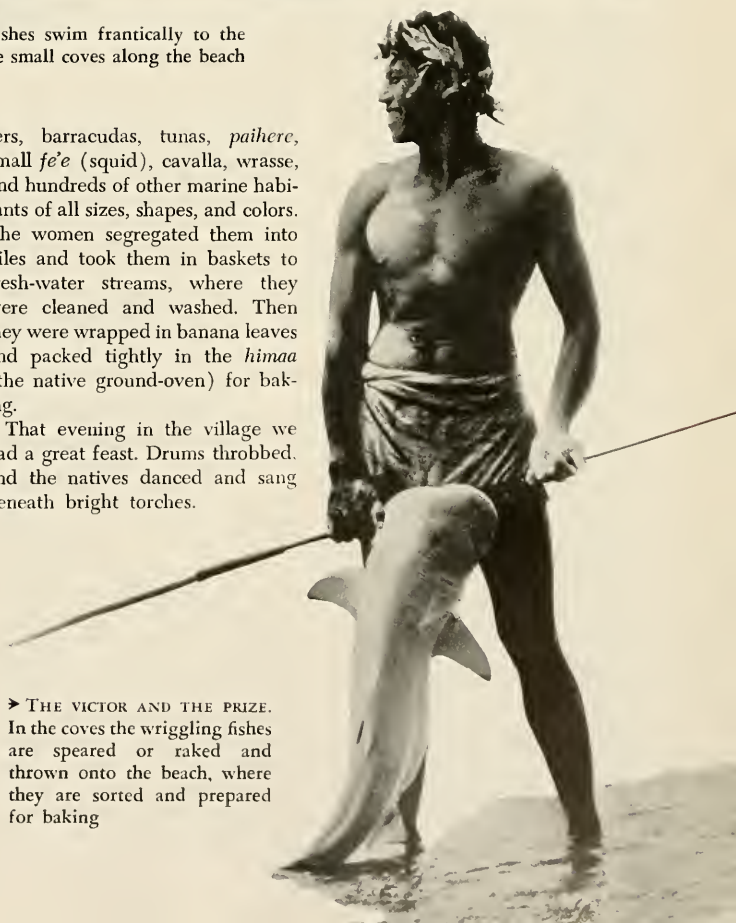 shes swim frantically to the
e small coves along the beach
ers, barracudas, tunas, paihere,
mall fe'e (squid), cavalla, wrasse,
nd hundreds of other marine habi-
ants of all sizes, shapes, and colors.
he women segregated them into
iles and took them in baskets to
resh-water streams, where they
ere cleaned and washed. Then
hey were wrapped in banana leaves
nd packed tightly in the himaa
the native ground-oven) for bak-
g.
That evening in the village we
ad a great feast. Drums throbbed,
nd the natives danced and sang
eneath bright torches.
➤ THE VICTOR AND THE PRIZE.
In the coves the wriggling fishes
are speared or raked and
thrown onto the beach, where
they are sorted and prepared
for baking